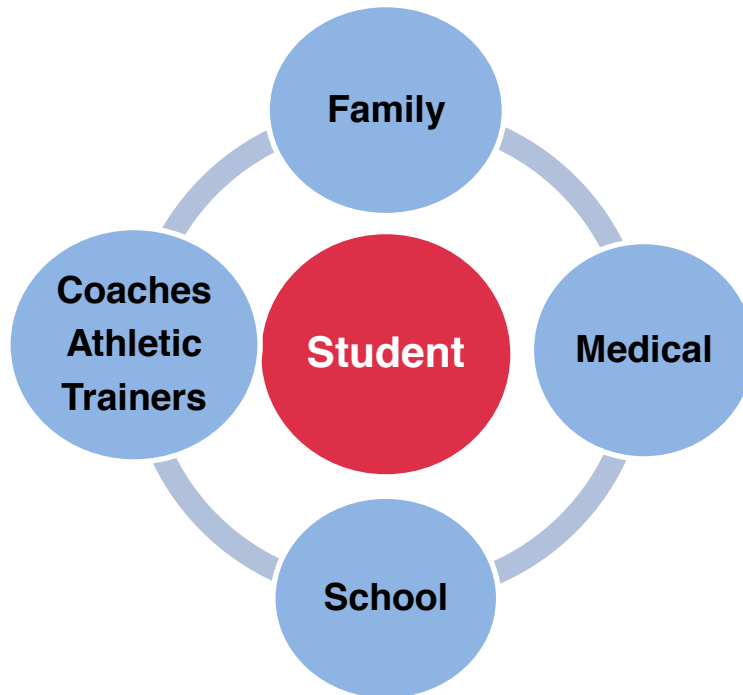 Family
Coaches
Athletic
Trainers
Student
Medical
School